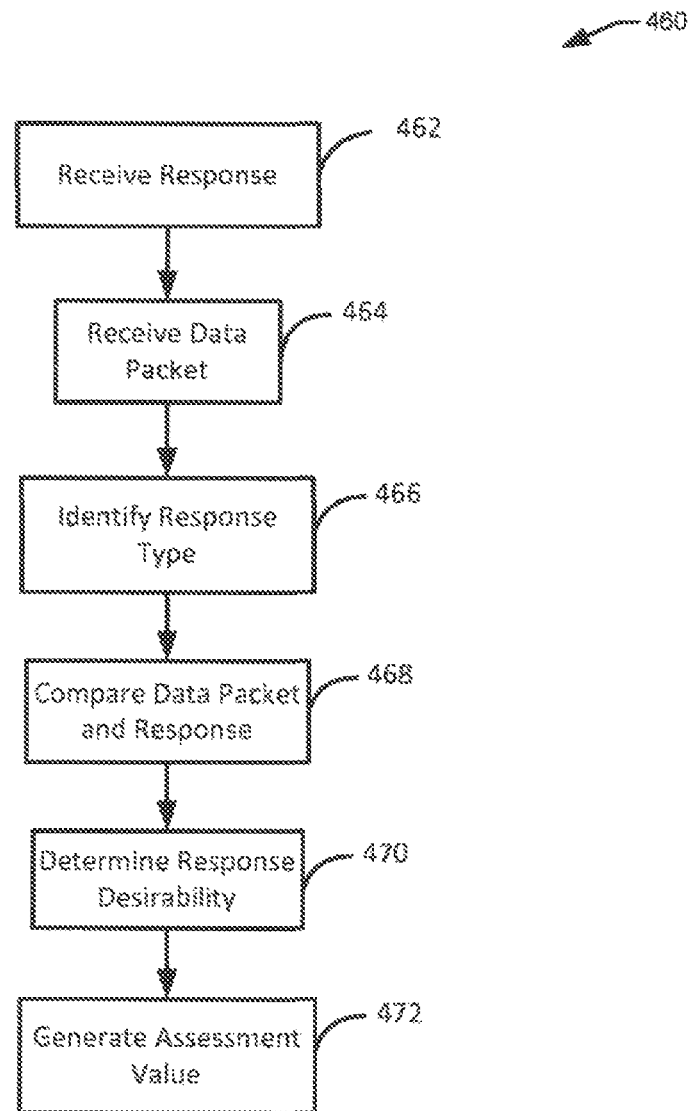 460
462
Receive Response
464
Receive Data
Packet
466
Identify Response
Type
468
Compare Data Packet
and Response
470
Determine Response
Desirability
472
Generate Assessment
Value